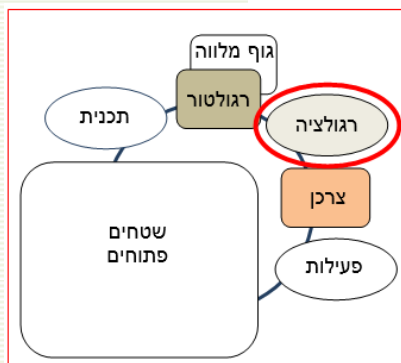 גוף מלווה
רגולטור
תכנית
רגולציה
צרכן
שטחים
פתוחים
פעילות